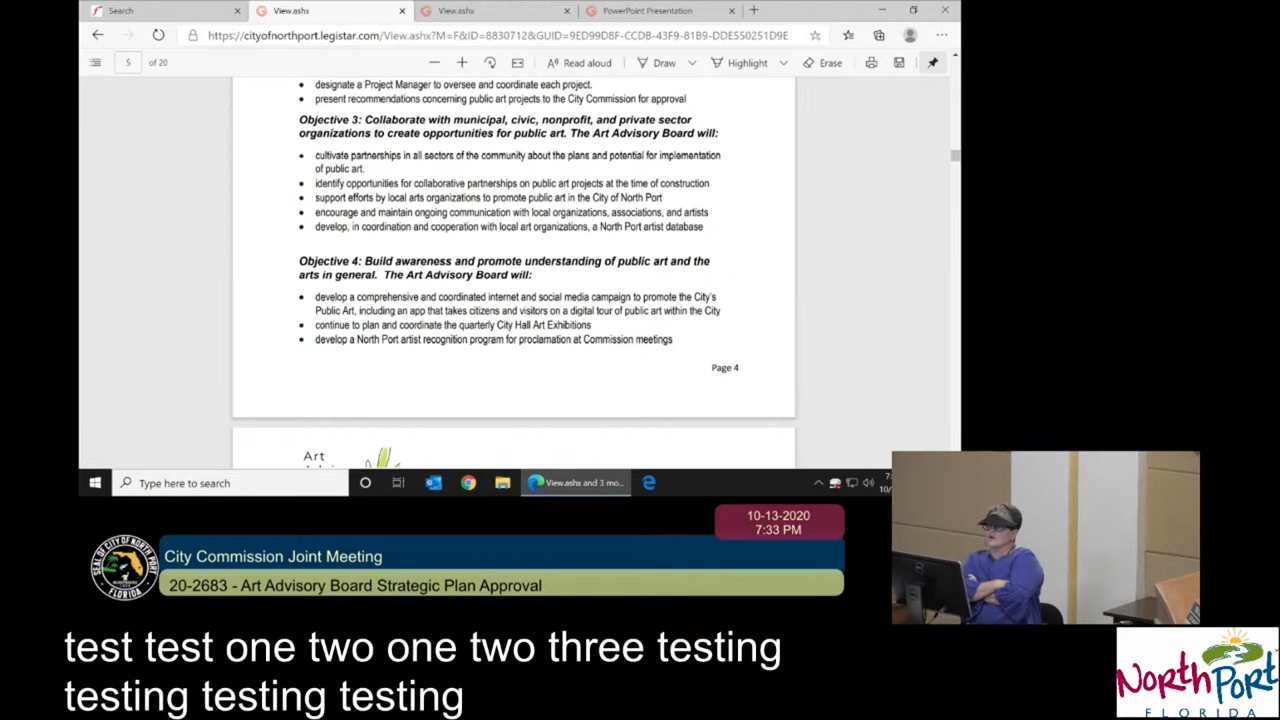 Search
View.ashx
View.ashx
PowerPoint Presentation
https://cityofnorthport.legistar.com/View.ashx?M=F&ID=8830712&GUID=9ED99D8F-CCDB-43F9-81B9-DDE550251D9E
5 of 20
Read aloud
Draw
Highlight
Erase
• designate a Project Manager to oversee and coordinate each project.
• present recommendations concerning public art projects to the City Commission for approval
Objective 3: Collaborate with municipal, civic, nonprofit, and private sector
organizations to create opportunities for public art. The Art Advisory Board will:
• cultivate partnerships in all sectors of the community about the plans and potential for implementation
of public art.
• identify opportunities for collaborative partnerships on public art projects at the time of construction
• support efforts by local arts organizations to promote public art in the City of North Port
• encourage and maintain ongoing communication with local organizations, associations, and artists
• develop, in coordination and cooperation with local art organizations, a North Port artist database
Objective 4: Build awareness and promote understanding of public art and the
arts in general. The Art Advisory Board will:
• develop a comprehensive and coordinated internet and social media campaign to promote the City's
Public Art, including an app that takes citizens and visitors on a digital tour of public art within the City
• continue to plan and coordinate the quarterly City Hall Art Exhibitions
• develop a North Port artist recognition program for proclamation at Commission meetings
Page 4
Art
Type here to search
View.ashx and 3 mo...
10-13-2020
7:33 PM
City Commission Joint Meeting
20-2683 - Art Advisory Board Strategic Plan Approval
SEAL OF CITY OF NORTH PORT
FLORIDA
test test one two one two three testing
testing testing testing
North Port
FLORIDA